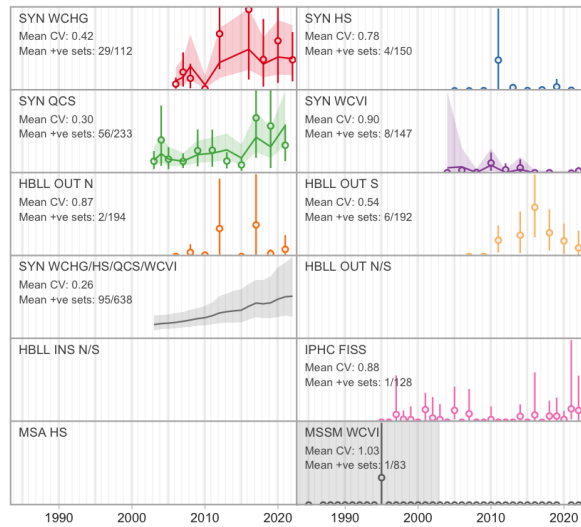 SYN WCHG
Mean CV: 0.42
Mean +ve sets: 29/112
SYN HS
Mean CV: 0.78
Mean +ve sets: 4/150
SYN QCS
Mean CV: 0.30
Mean +ve sets: 56/233
SYN WCVI
Mean CV: 0.90
Mean +ve sets: 8/147
HBLL OUT N
Mean CV: 0.87
Mean +ve sets: 2/194
HBLL OUT S
Mean CV: 0.54
Mean +ve sets: 6/192
SYN WCHG/HS/QCS/WCVI
Mean CV: 0.26
Mean +ve sets: 95/638
HBLL OUT N/S
HBLL INS N/S
IPHC FISS
Mean CV: 0.88
Mean +ve sets: 1/128
MSA HS
MSSM WCVI
Mean CV: 1.03
Mean +ve sets: 1/83
1990 2000 2010 2020 1990 2000 2010 2020